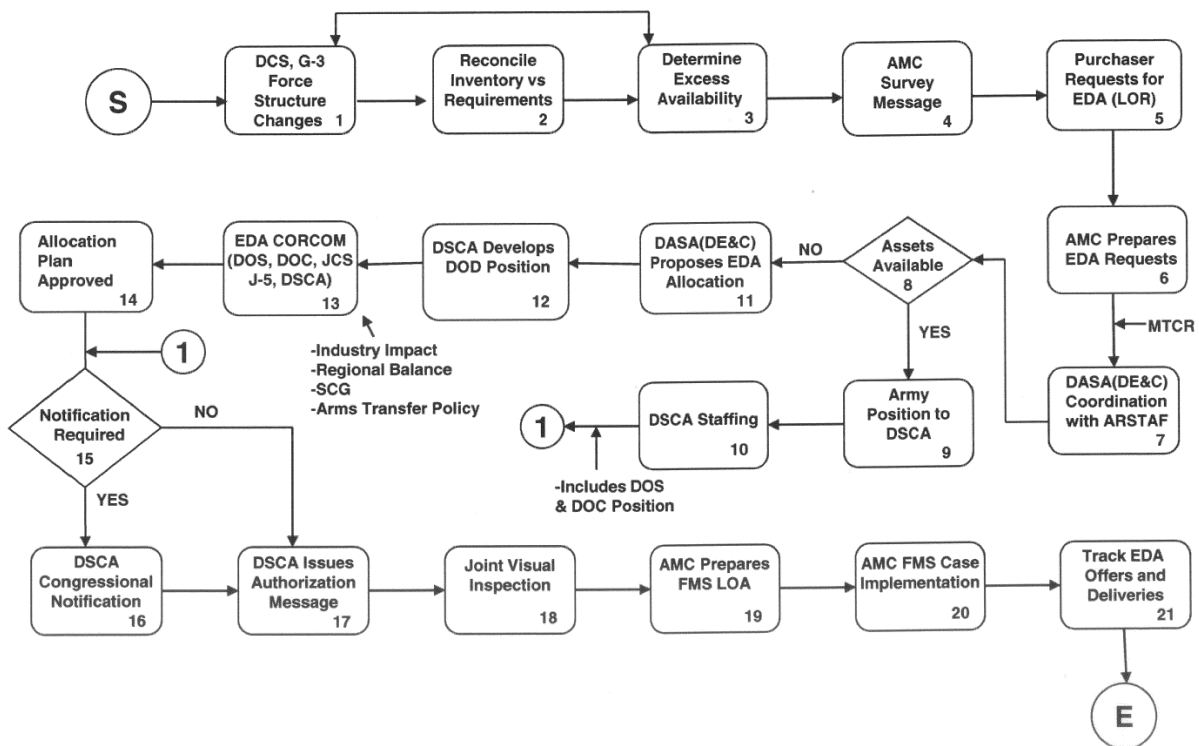 S
DCS, G-3
Force
Structure
Changes
1
Reconcile
Inventory vs
Requirements
2
Determine
Excess
Availability
3
AMC
Survey
Message
4
Purchaser
Requests for
EDA (LOR)
5
AMC Prepares
EDA Requests
6
MTCR
DASA(DE&C)
Coordination
with ARSTAF
7
Assets
Available
8
NO
YES
Army
Position to
DSCA
9
DSCA Staffing
10
-Includes DOS
& DOC Position
1
DASA(DE&C)
Proposes EDA
Allocation
11
DSCA Develops
DOD Position
12
EDA CORCOM
(DOS, DOC, JCS
J-5, DSCA)
13
-Industry Impact
-Regional Balance
-SCG
-Arms Transfer Policy
Allocation
Plan
Approved
14
1
Notification
Required
15
NO
YES
DSCA
Congressional
Notification
16
DSCA Issues
Authorization
Message
17
Joint Visual
Inspection
18
AMC Prepares
FMS LOA
19
AMC FMS Case
Implementation
20
Track EDA
Offers and
Deliveries
21
E